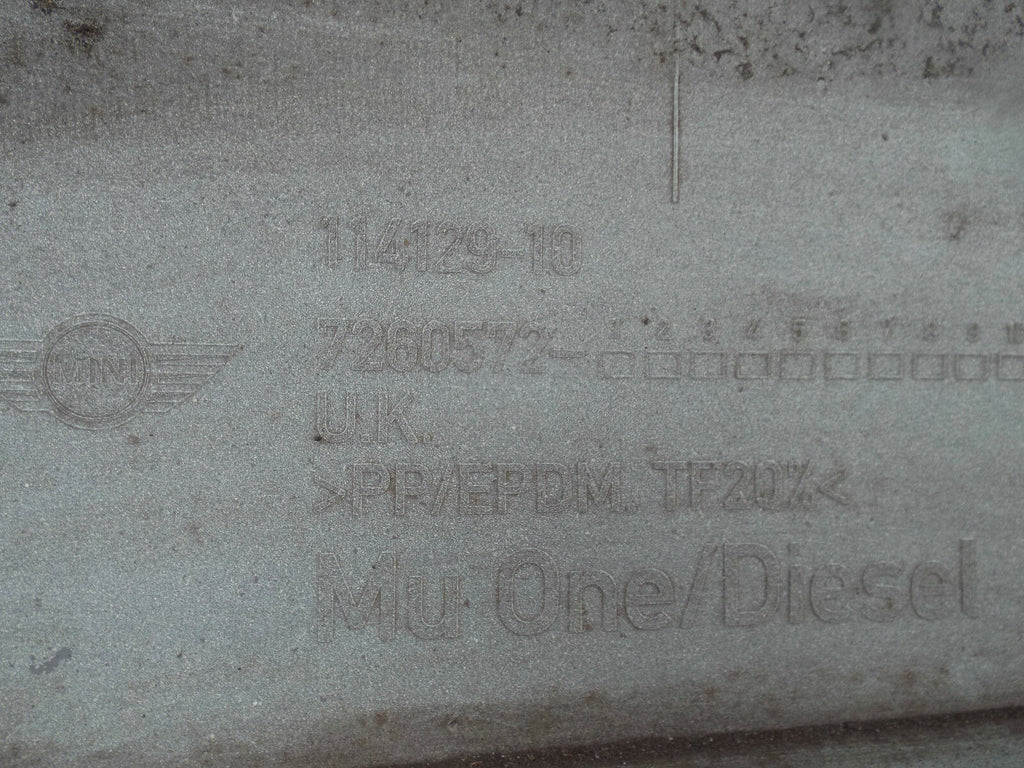 114129-10
1 2 3 4 5 6 7 8 9 10
MINI 7260572-
U.K.
>PP/EPDM. TF20%<
Mu One/Diesel